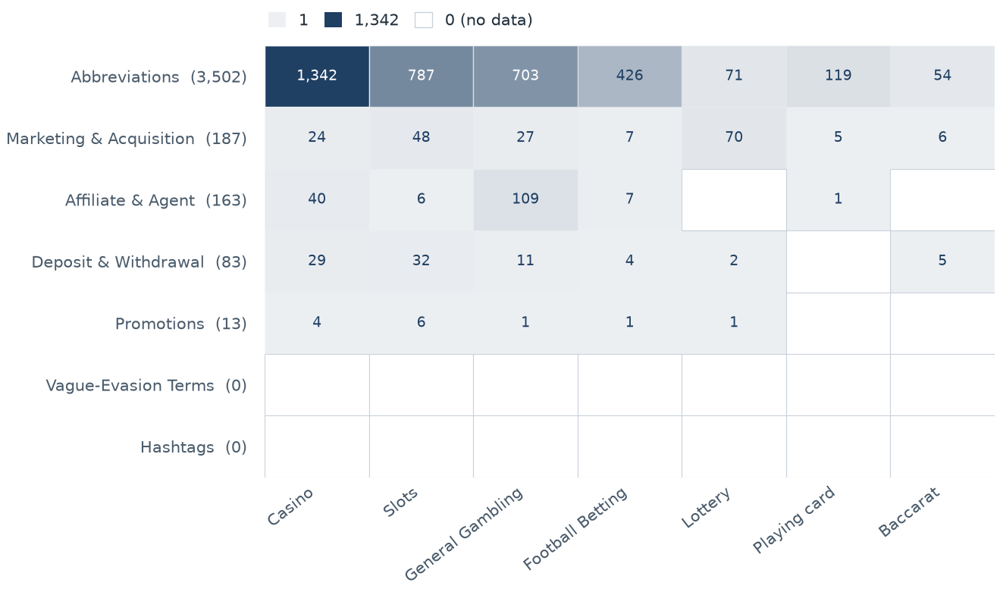 1 1,342 0 (no data)
Abbreviations (3,502) 1,342 787 703 426 71 119 54
Marketing & Acquisition (187) 24 48 27 7 70 5 6
Affiliate & Agent (163) 40 6 109 7 1
Deposit & Withdrawal (83) 29 32 11 4 2 5
Promotions (13) 4 6 1 1 1
Vague-Evasion Terms (0)
Hashtags (0)
Casino Slots General Gambling Football Betting Lottery Playing card Baccarat